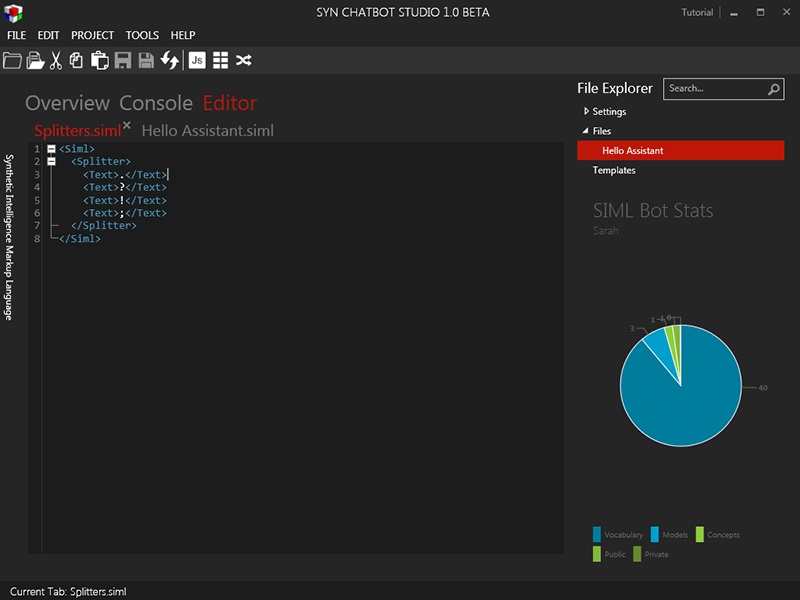 SYN CHATBOT STUDIO 1.0 BETA
Tutorial
FILE EDIT PROJECT TOOLS HELP
Js
Overview Console Editor
Splitters.siml Hello Assistant.siml
Synthetic Intelligence Markup Language
1 <Siml>
2 <Splitter>
3 <Text>.</Text>
4 <Text>?</Text>
5 <Text>!</Text>
6 <Text>;</Text>
7 </Splitter>
8 </Siml>
File Explorer
Search...
Settings
Files
Hello Assistant
Templates
SIML Bot Stats
Sarah
3
1
40
Vocabulary Models Concepts
Public Private
Current Tab: Splitters.siml